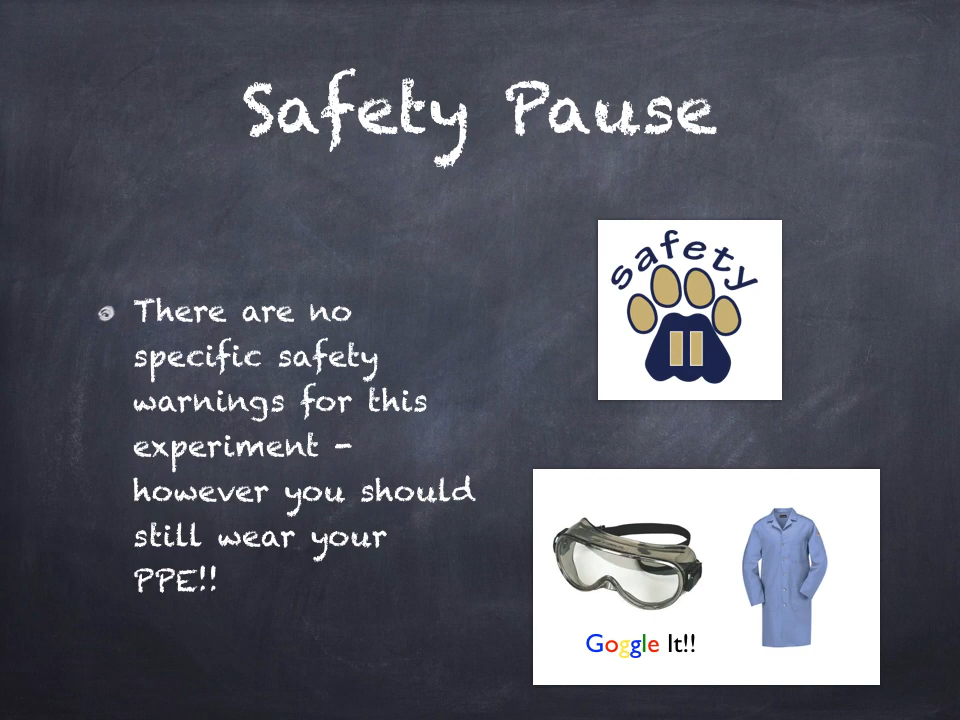 Safety Pause
There are no
specific safety
warnings for this
experiment -
however you should
still wear your
PPE!!
safety
Goggle It!!